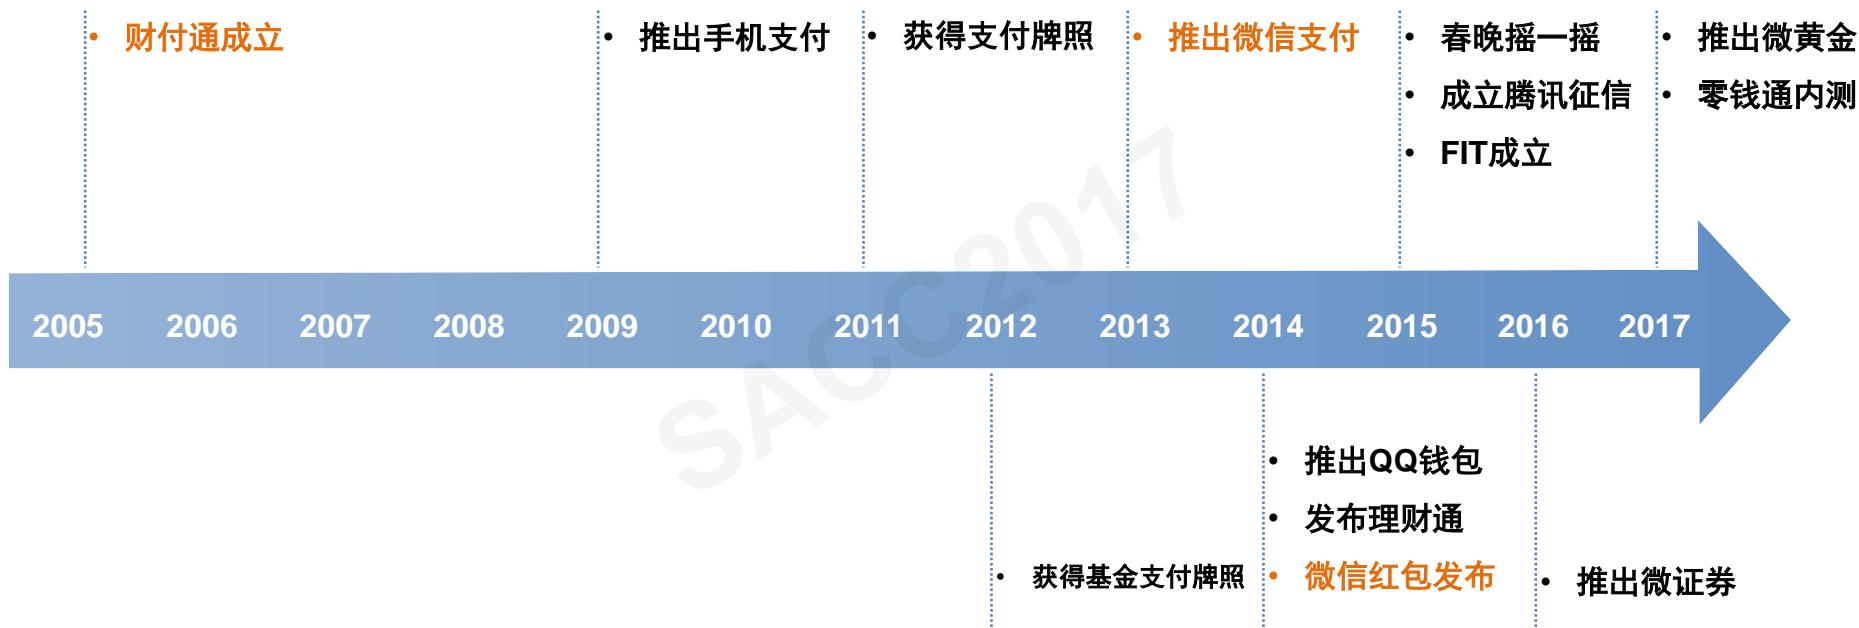 财付通成立
推出手机支付
获得支付牌照
推出微信支付
春晚摇一摇
成立腾讯征信
FIT成立
推出微黄金
零钱通内测
2005 2006 2007 2008 2009 2010 2011 2012 2013 2014 2015 2016 2017
SACC2017
获得基金支付牌照
推出QQ钱包
发布理财通
微信红包发布
推出微证券